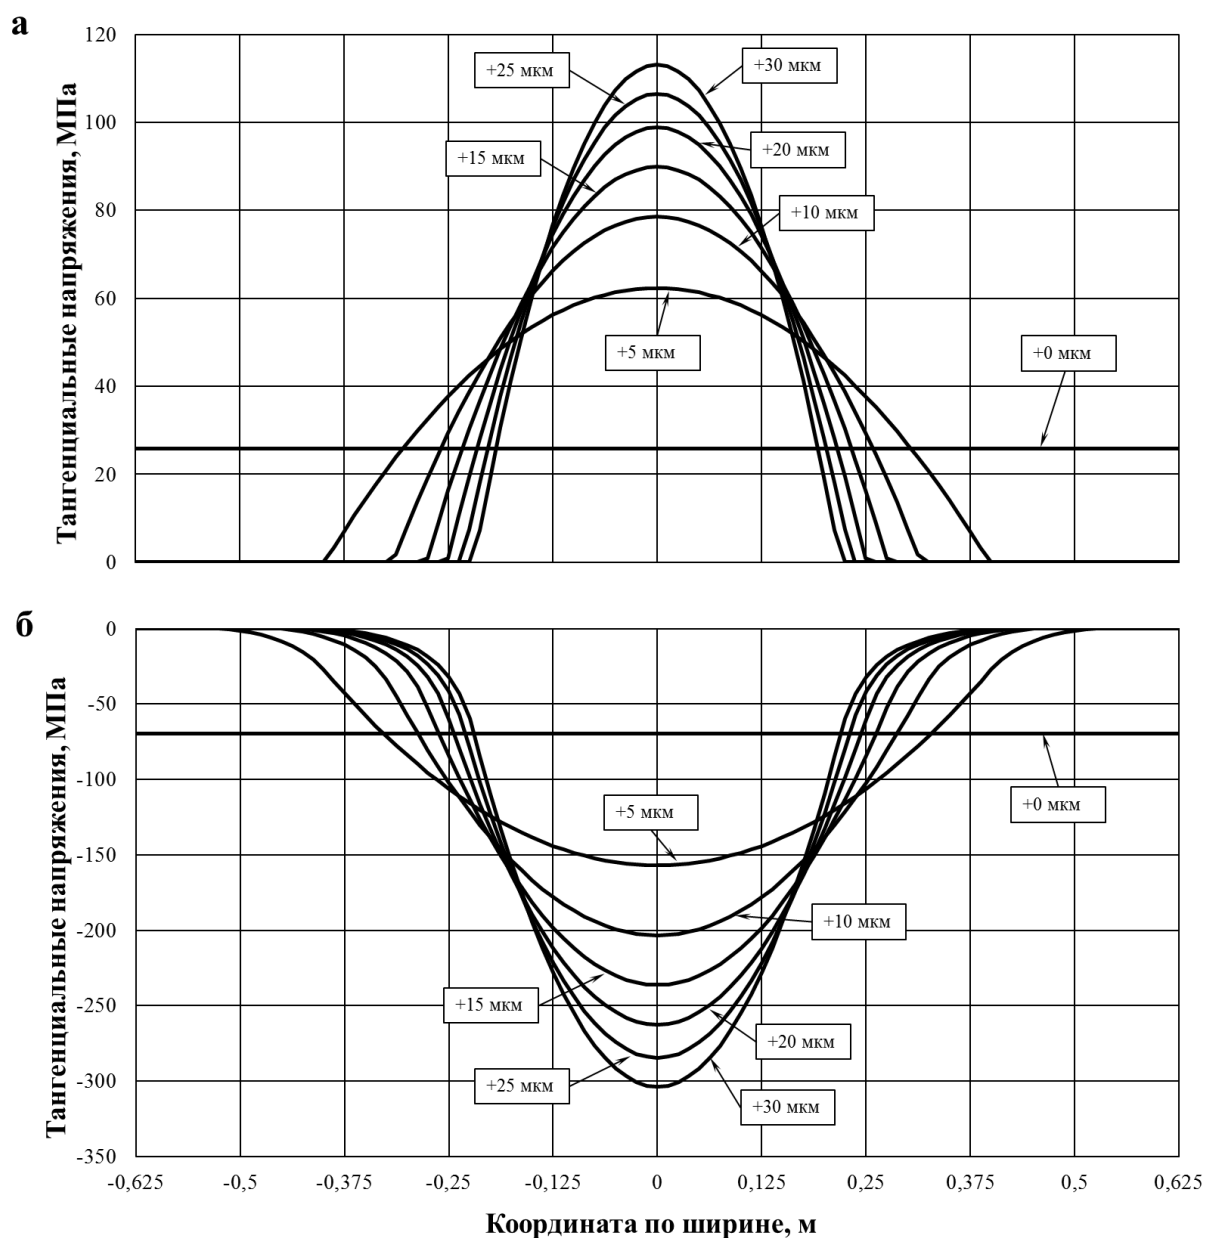 а
Тангенциальные напряжения, МПа
120
100
80
60
40
20
0
+25 мкм
+30 мкм
+15 мкм
+20 мкм
+10 мкм
+5 мкм
+0 мкм
б
Тангенциальные напряжения, МПа
0
-50
-100
-150
-200
-250
-300
-350
+5 мкм
+0 мкм
+10 мкм
+15 мкм
+20 мкм
+25 мкм
+30 мкм
-0,625 -0,5 -0,375 -0,25 -0,125 0 0,125 0,25 0,375 0,5 0,625
Координата по ширине, м